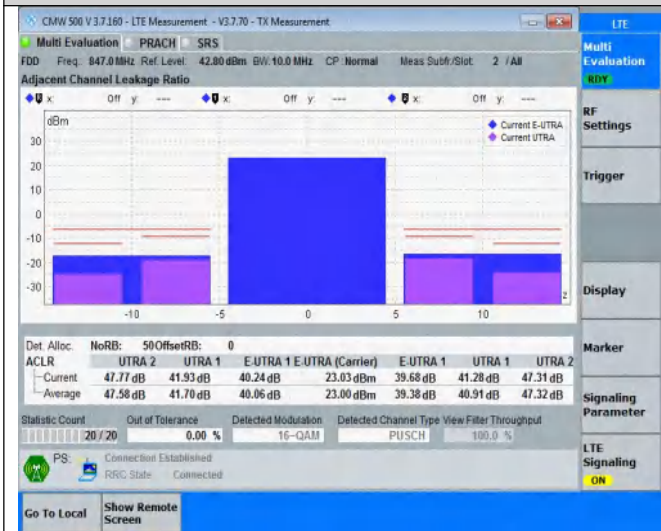 CMW 500 V 3.7.160 - LTE Measurement - V3.7.70 - TX Measurement
LTE
Multi Evaluation PRACH SRS
FDD Freq: 847.0 MHz Ref. Level: 42.80 dBm BW: 10.0 MHz CP: Normal Meas Subfr./Slot: 2 / All
Adjacent Channel Leakage Ratio
x: Off y: --- x: Off y: --- x: Off y: ---
dBm
Current E-UTRA
Current UTRA
30
20
10
0
-10
-20
-30
-10 -5 0 5 10
Det. Alloc. NoRB: 50 OffsetRB: 0
ACLR UTRA 2 UTRA 1 E-UTRA 1 E-UTRA (Carrier) E-UTRA 1 UTRA 1 UTRA 2
Current 47.77 dB 41.93 dB 40.24 dB 23.03 dBm 39.68 dB 41.28 dB 47.31 dB
Average 47.58 dB 41.70 dB 40.06 dB 23.00 dBm 39.38 dB 40.91 dB 47.32 dB
Statistic Count Out of Tolerance Detected Modulation Detected Channel Type View Filter Throughput
20 / 20 0.00 % 16-QAM PUSCH 100.0 %
PS: Connection Established
RRC State Connected
Multi
Evaluation
RDY
RF
Settings
Trigger
Display
Marker
Signaling
Parameter
LTE
Signaling
ON
Go To Local
Show Remote
Screen